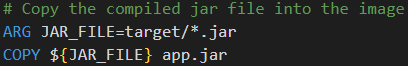 # Copy the compiled jar file into the image
ARG JAR_FILE=target/*.jar
COPY ${JAR_FILE} app.jar